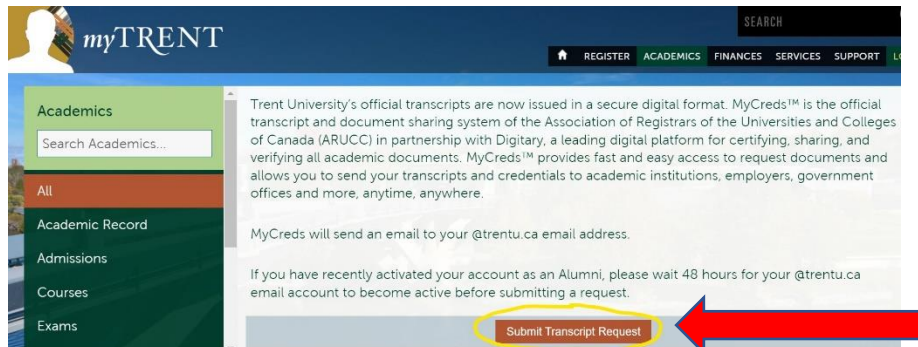 SEARCH
myTRENT
REGISTER ACADEMICS FINANCES SERVICES SUPPORT
Academics
Search Academics...
All
Academic Record
Admissions
Courses
Exams
Trent University's official transcripts are now issued in a secure digital format. MyCreds™ is the official
transcript and document sharing system of the Association of Registrars of the Universities and Colleges
of Canada (ARUCC) in partnership with Digitary, a leading digital platform for certifying, sharing, and
verifying all academic documents. MyCreds™ provides fast and easy access to request documents and
allows you to send your transcripts and credentials to academic institutions, employers, government
offices and more, anytime, anywhere.
MyCreds will send an email to your @trentu.ca email address.
If you have recently activated your account as an Alumni, please wait 48 hours for your @trentu.ca
email account to become active before submitting a request.
Submit Transcript Request